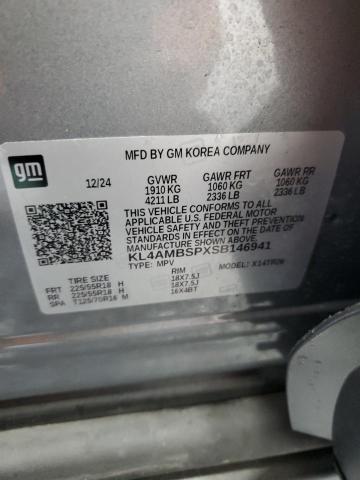 gm
MFD BY GM KOREA COMPANY
12/24 GVWR GAWR FRT GAWR RR
1910 KG 1060 KG 1060 KG
4211 LB 2336 LB 2336 LB
THIS VEHICLE CONFORMS TO ALL
APPLICABLE U.S. FEDERAL MOTOR
VEHICLE SAFETY AND THEFT PREVENTION
STANDARDS IN EFFECT ON THE DATE OF
MANUFACTURE SHOWN ABOVE.
KL4AMBSPXSB146941
TYPE: MPV MODEL:
TIRE SIZE RIM
FRT 225/55R18 H 18X7.5J
RR 225/55R18 H 18X7.5J
SPA T125/70R16 M 16X4BT